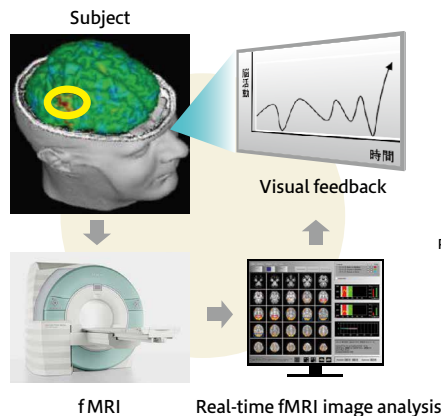 Subject
脳活動
時間
Visual feedback
fMRI
Real-time fMRI image analysis